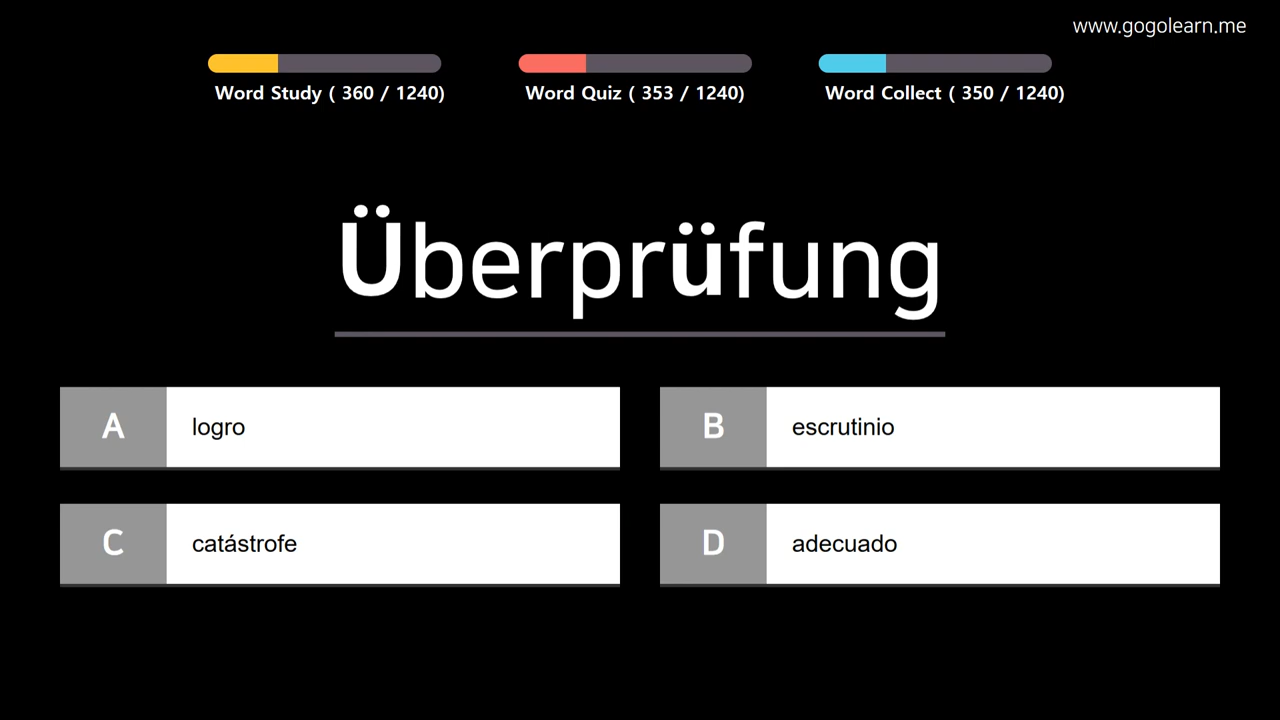 www.gogolearn.me
Word Study ( 360 / 1240)
Word Quiz ( 353 / 1240)
Word Collect ( 350 / 1240)
Überprüfung
A logro
B escrutinio
C catástrofe
D adecuado